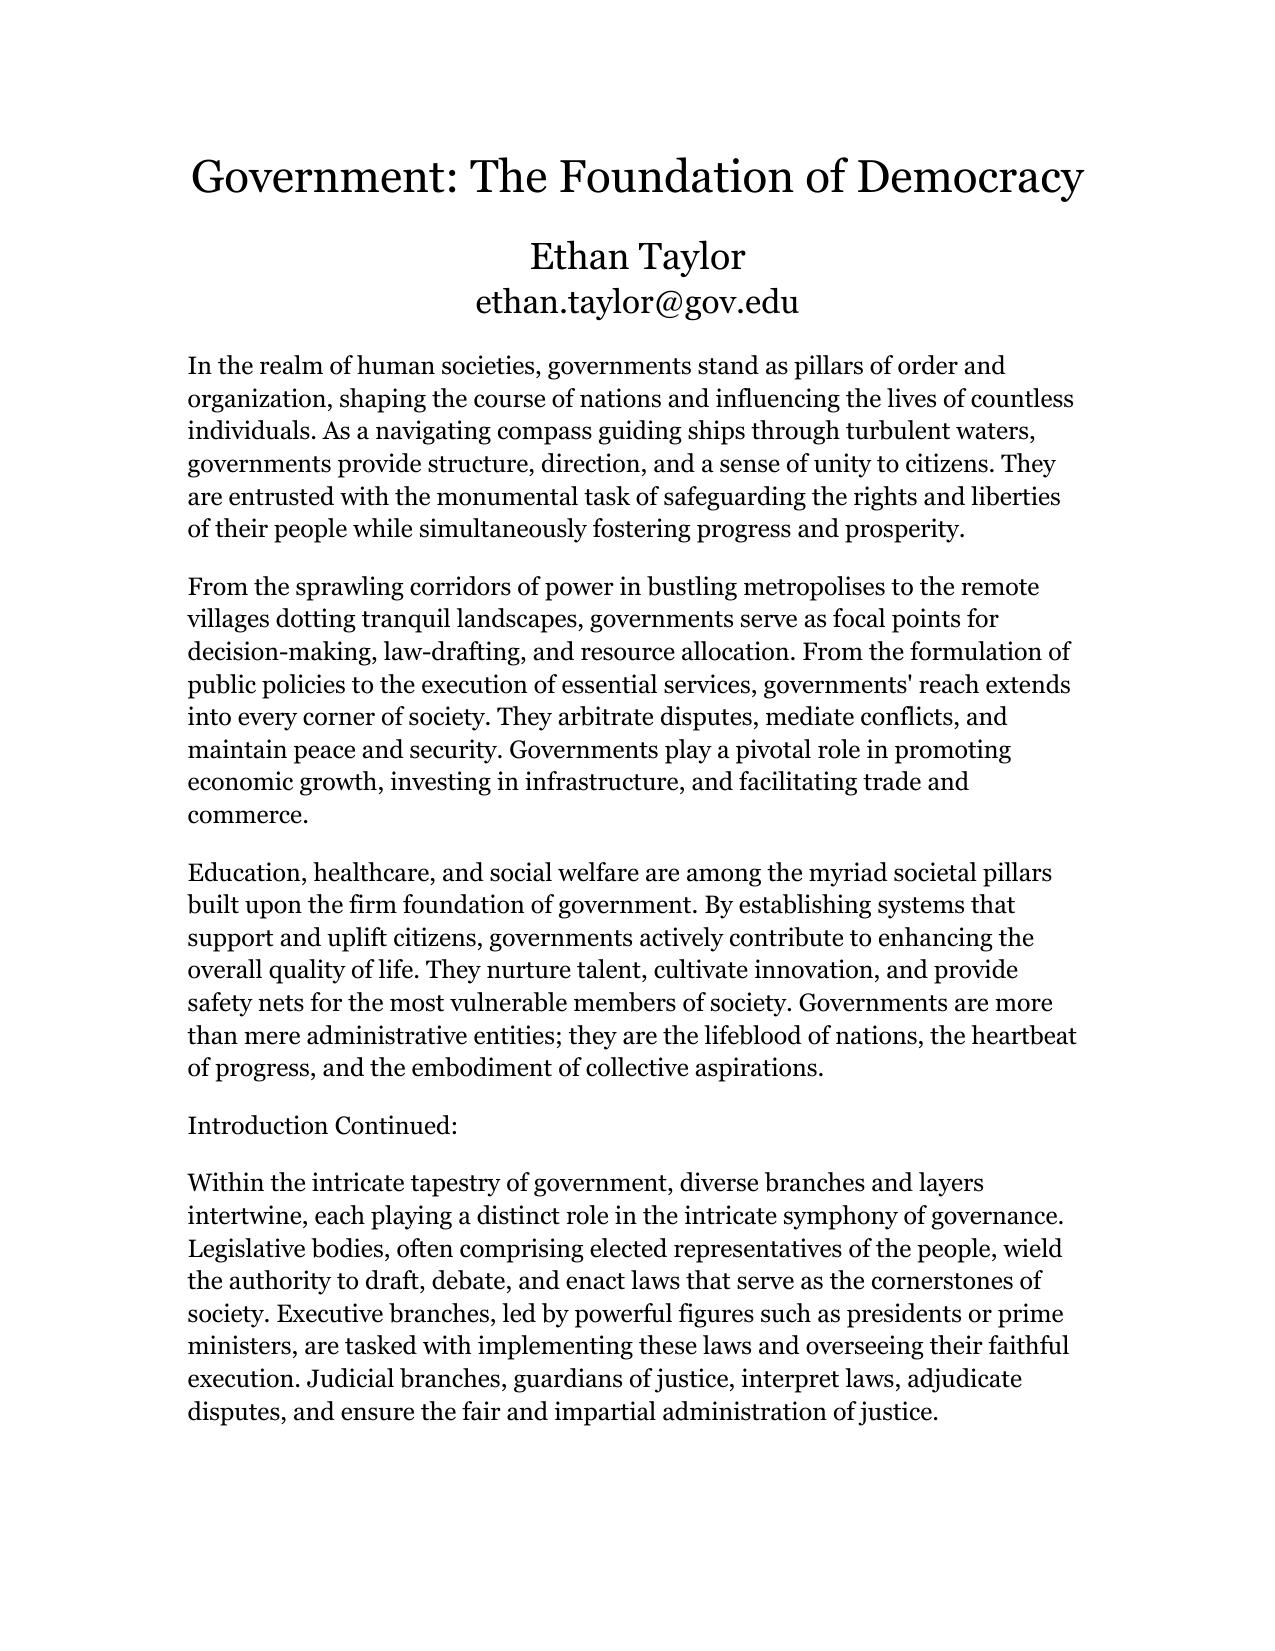 Government: The Foundation of Democracy
Ethan Taylor
ethan.taylor@gov.edu
In the realm of human societies, governments stand as pillars of order and
organization, shaping the course of nations and influencing the lives of countless
individuals. As a navigating compass guiding ships through turbulent waters,
governments provide structure, direction, and a sense of unity to citizens. They
are entrusted with the monumental task of safeguarding the rights and liberties
of their people while simultaneously fostering progress and prosperity.
From the sprawling corridors of power in bustling metropolises to the remote
villages dotting tranquil landscapes, governments serve as focal points for
decision-making, law-drafting, and resource allocation. From the formulation of
public policies to the execution of essential services, governments' reach extends
into every corner of society. They arbitrate disputes, mediate conflicts, and
maintain peace and security. Governments play a pivotal role in promoting
economic growth, investing in infrastructure, and facilitating trade and
commerce.
Education, healthcare, and social welfare are among the myriad societal pillars
built upon the firm foundation of government. By establishing systems that
support and uplift citizens, governments actively contribute to enhancing the
overall quality of life. They nurture talent, cultivate innovation, and provide
safety nets for the most vulnerable members of society. Governments are more
than mere administrative entities; they are the lifeblood of nations, the heartbeat
of progress, and the embodiment of collective aspirations.
Introduction Continued:
Within the intricate tapestry of government, diverse branches and layers
intertwine, each playing a distinct role in the intricate symphony of governance.
Legislative bodies, often comprising elected representatives of the people, wield
the authority to draft, debate, and enact laws that serve as the cornerstones of
society. Executive branches, led by powerful figures such as presidents or prime
ministers, are tasked with implementing these laws and overseeing their faithful
execution. Judicial branches, guardians of justice, interpret laws, adjudicate
disputes, and ensure the fair and impartial administration of justice.